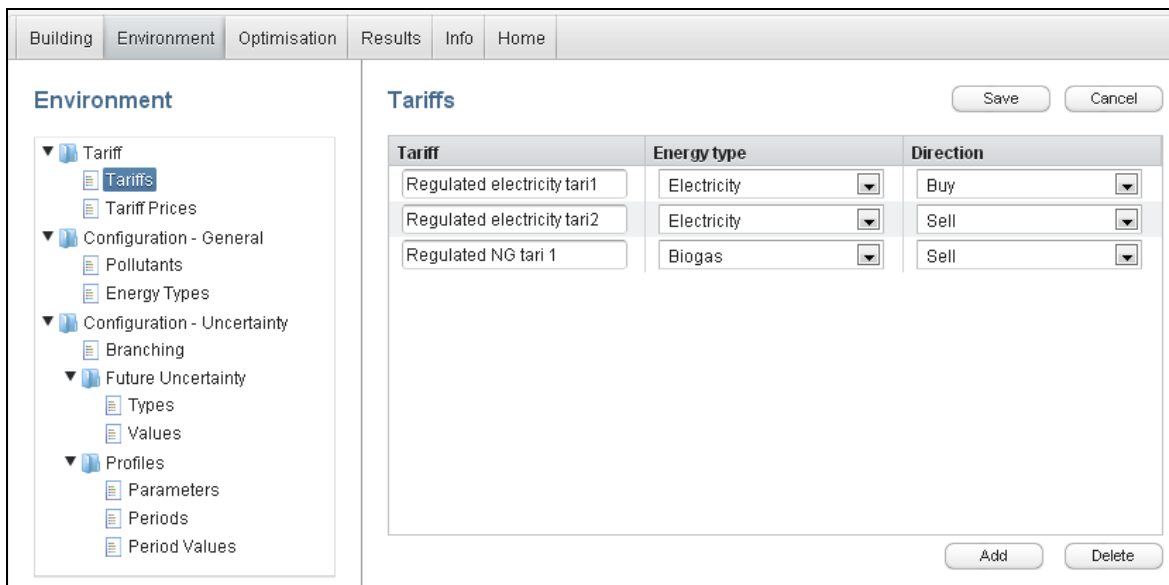 Building Environment Optimisation Results Info Home
Environment
Tariff
Tariffs
Tariff Prices
Configuration - General
Pollutants
Energy Types
Configuration - Uncertainty
Branching
Future Uncertainty
Types
Values
Profiles
Parameters
Periods
Period Values
Tariffs Save Cancel
Tariff Energy type Direction
Regulated electricity tari1 Electricity Buy
Regulated electricity tari2 Electricity Sell
Regulated NG tari 1 Biogas Sell
Add Delete